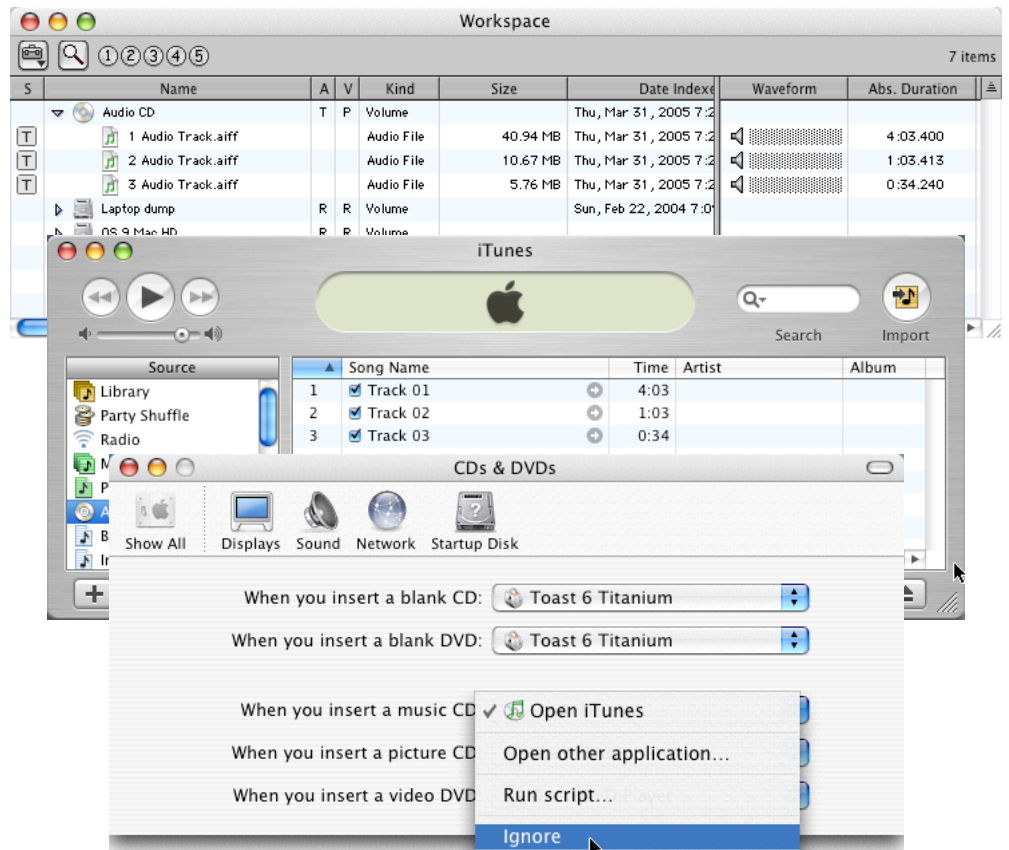 Workspace
①②③④⑤ 7 items
S Name A V Kind Size Date Indexe Waveform Abs. Duration
Audio CD T P Volume Thu, Mar 31, 2005 7:2
T 1 Audio Track.aiff Audio File 40.94 MB Thu, Mar 31, 2005 7:2 4:03.400
T 2 Audio Track.aiff Audio File 10.67 MB Thu, Mar 31, 2005 7:2 1:03.413
T 3 Audio Track.aiff Audio File 5.76 MB Thu, Mar 31, 2005 7:2 0:34.240
Laptop dump R R Volume Sun, Feb 22, 2004 7:0
OS 9 Mac HD R R Volume
iTunes
Search Import
Source Song Name Time Artist Album
Library 1 Track 01 4:03
Party Shuffle 2 Track 02 1:03
Radio 3 Track 03 0:34
M
P
A
B
Ir
CDs & DVDs
Show All Displays Sound Network Startup Disk
When you insert a blank CD: Toast 6 Titanium
When you insert a blank DVD: Toast 6 Titanium
When you insert a music CD ✓ Open iTunes
Open other application...
When you insert a picture CD
Run script...
When you insert a video DVD
Ignore